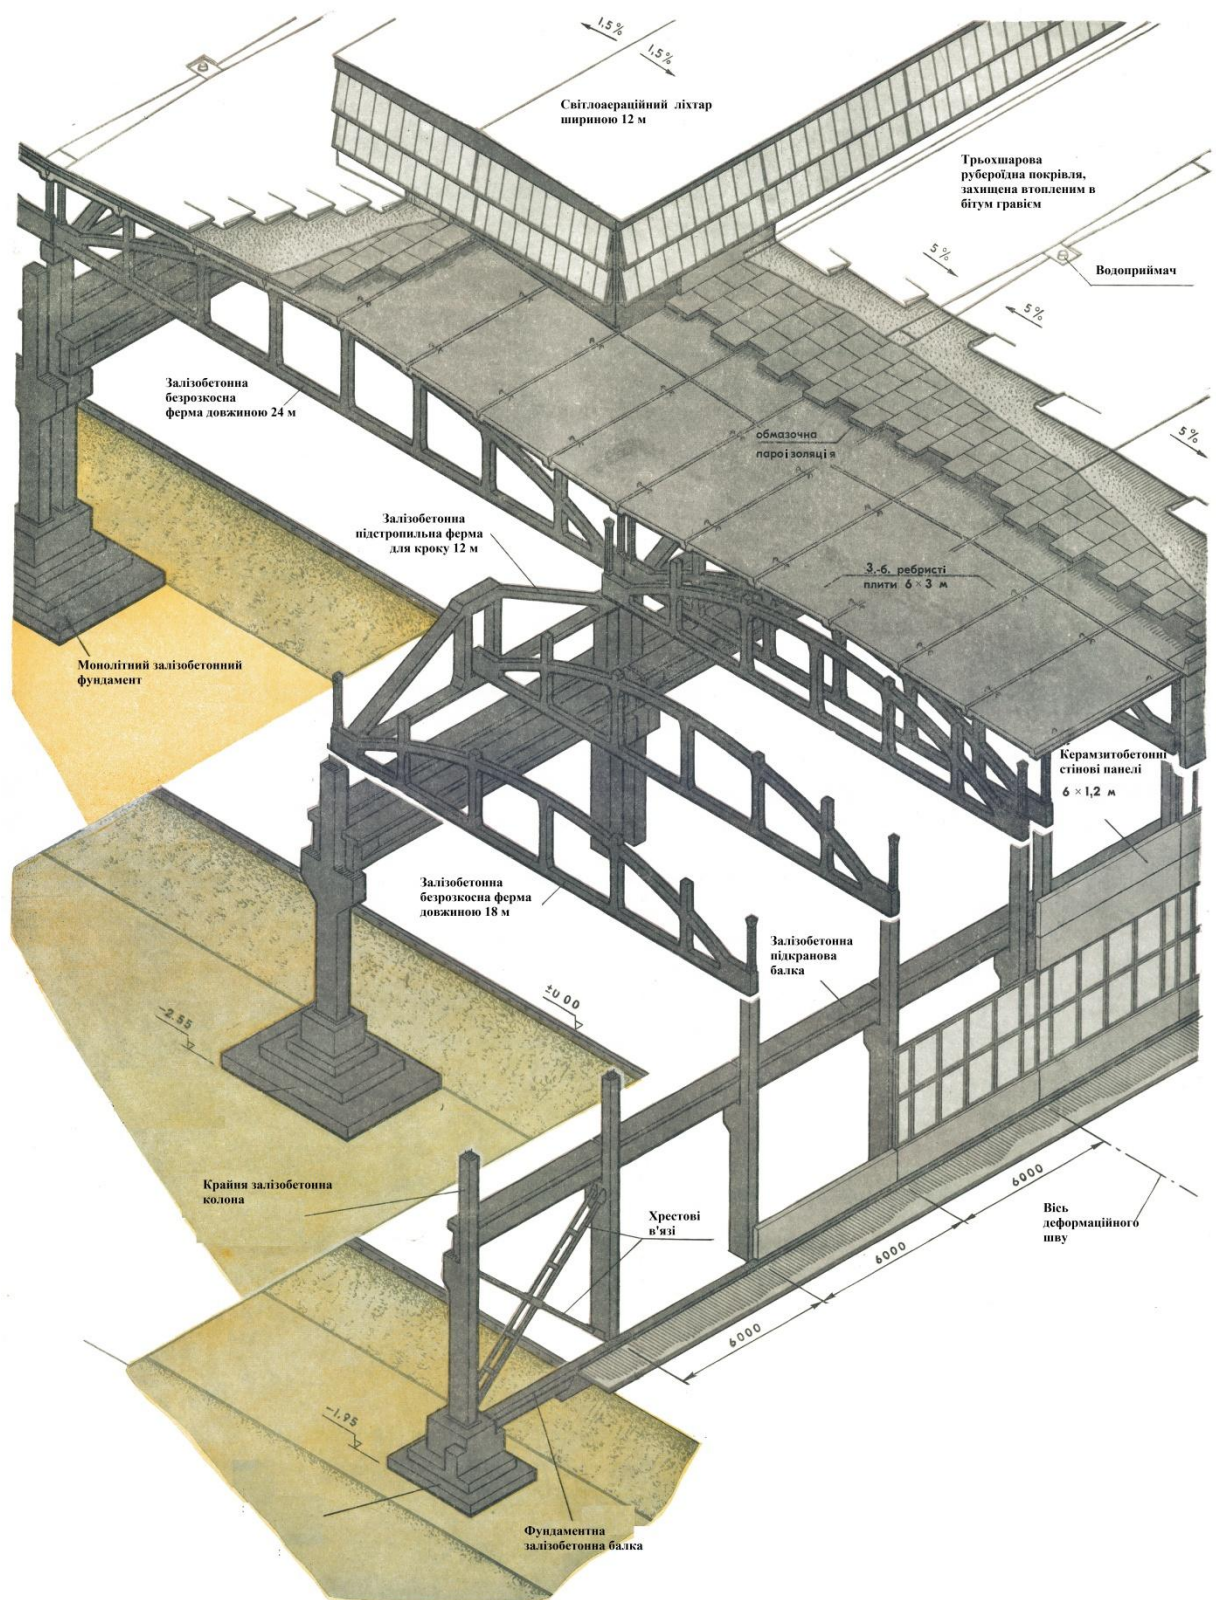 1,5%
1,5%
Світлоаераційний ліхтар
шириною 12 м
Трьохшарова
рубероїдна покрівля,
захищена втопленим в
бітум гравієм
5%
Водоприймач
5%
Залізобетонна
безрозкосна
ферма довжиною 24 м
обмазочна
пароізоляція
5%
Залізобетонна
підстропильна ферма
для кроку 12 м
З.-б. ребристі
плити 6×3 м
Монолітний залізобетонний
фундамент
Керамзитобетонні
стінові панелі
6×1,2 м
Залізобетонна
безрозкосна ферма
довжиною 18 м
Залізобетонна
підкранова
балка
±0 00
-2.55
Крайня залізобетонна
колона
Хрестові
в'язі
6000
Вісь
деформаційного
шву
6000
6000
-1.95
Фундаментна
залізобетонна балка